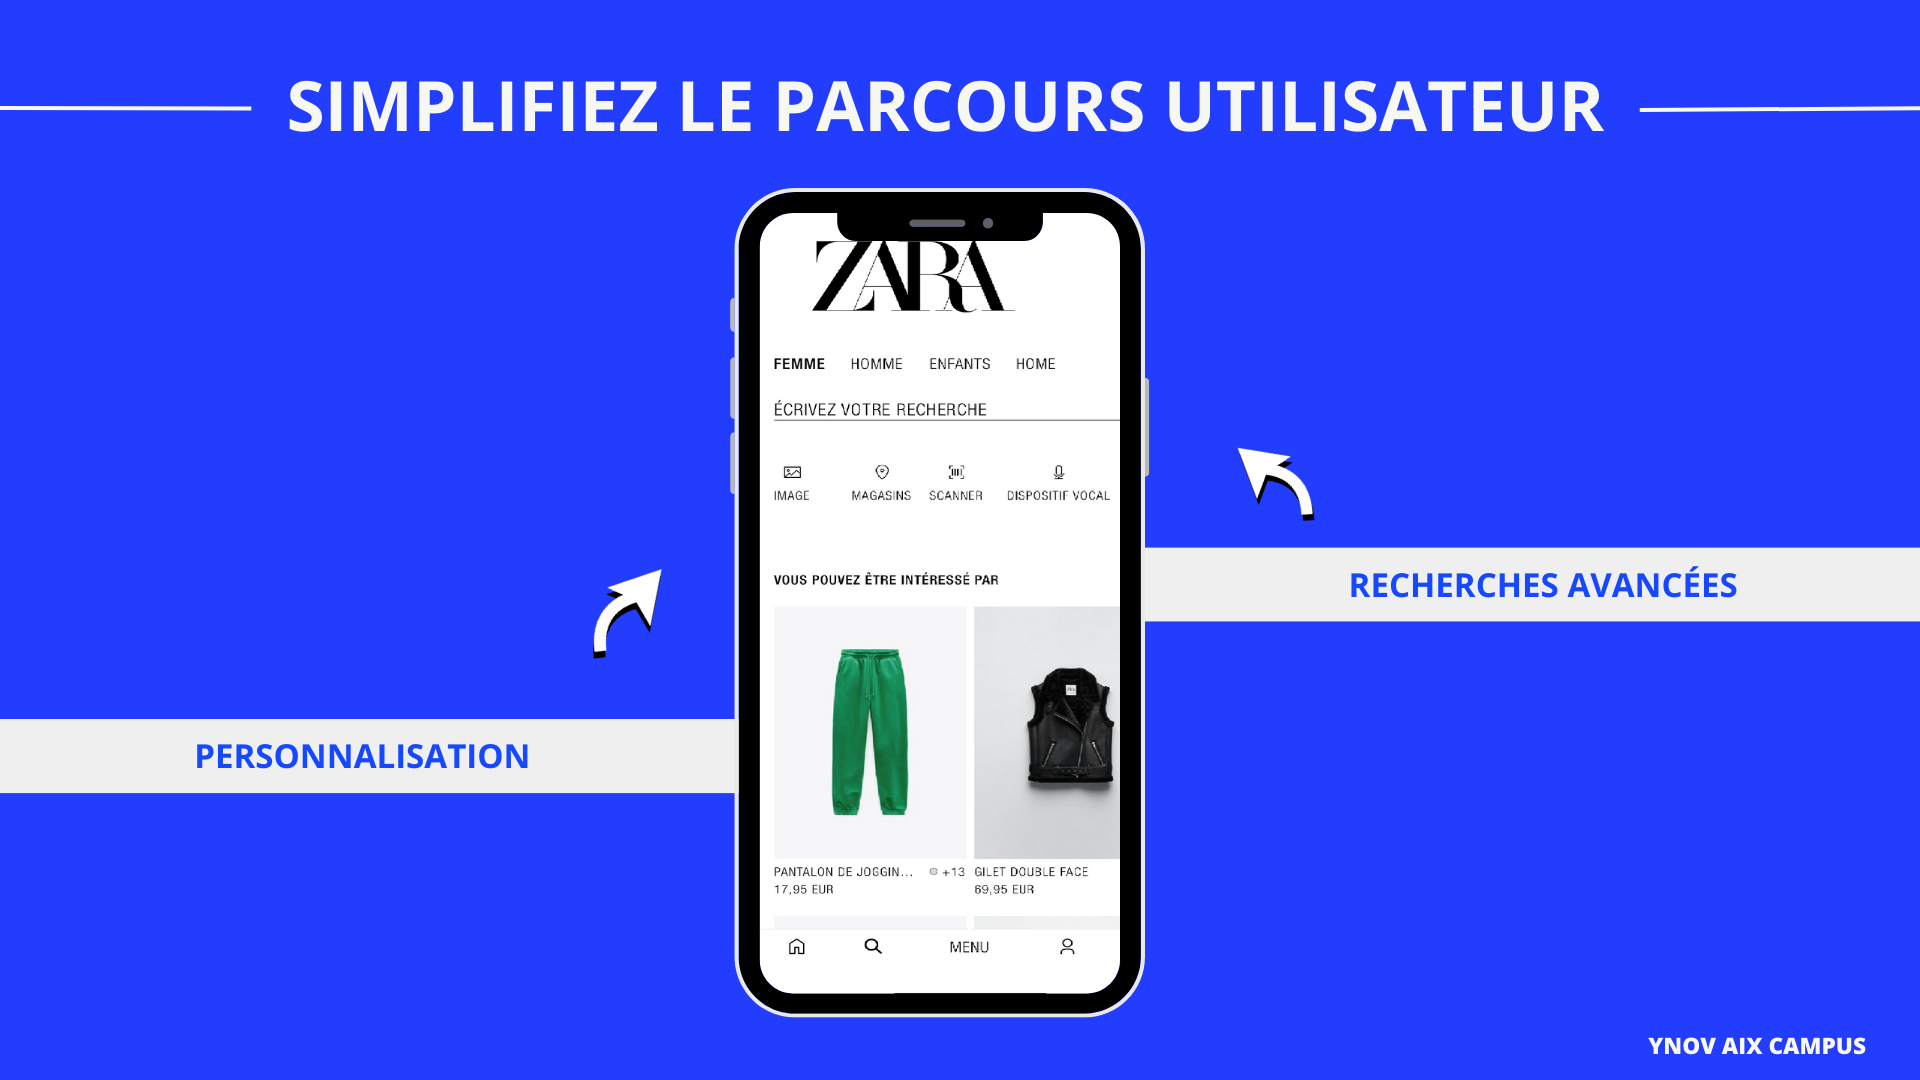 SIMPLIFIEZ LE PARCOURS UTILISATEUR
ZARA
FEMME HOMME ENFANTS HOME
ÉCRIVEZ VOTRE RECHERCHE
IMAGE MAGASINS SCANNER DISPOSITIF VOCAL
VOUS POUVEZ ÊTRE INTÉRESSÉ PAR
RECHERCHES AVANCÉES
PERSONNALISATION
PANTALON DE JOGGIN... +13 GILET DOUBLE FACE
17,95 EUR 69,95 EUR
MENU
YNOV AIX CAMPUS